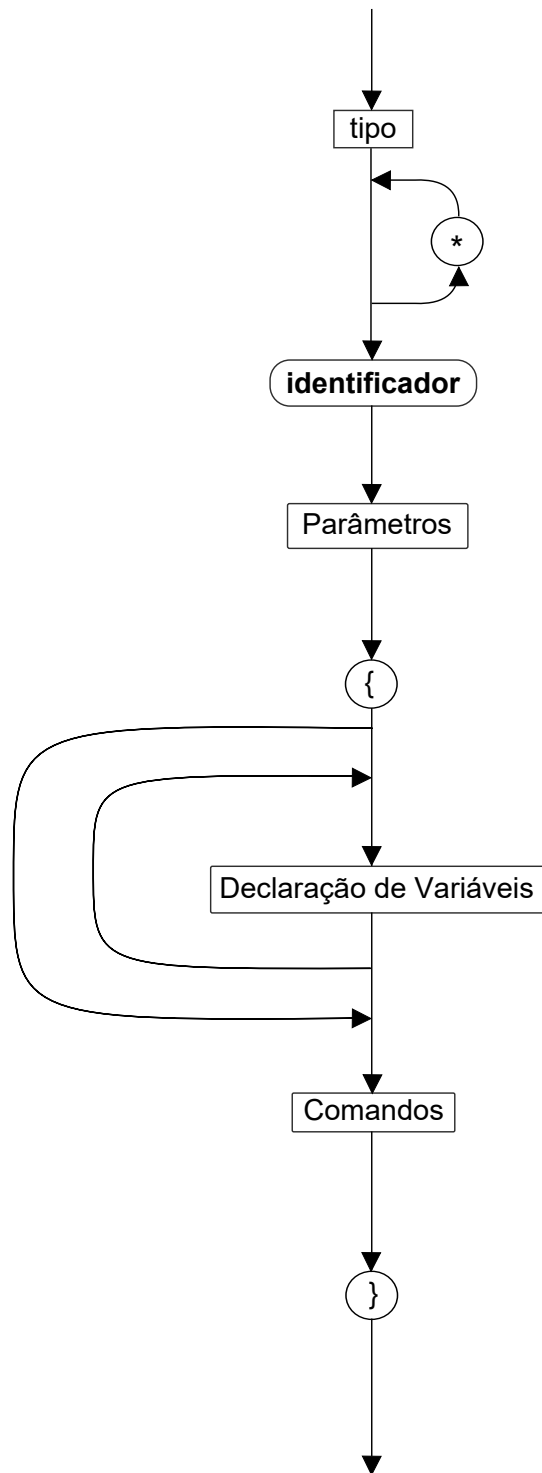 tipo
*
identificador
Parâmetros
{
Declaração de Variáveis
Comandos
}